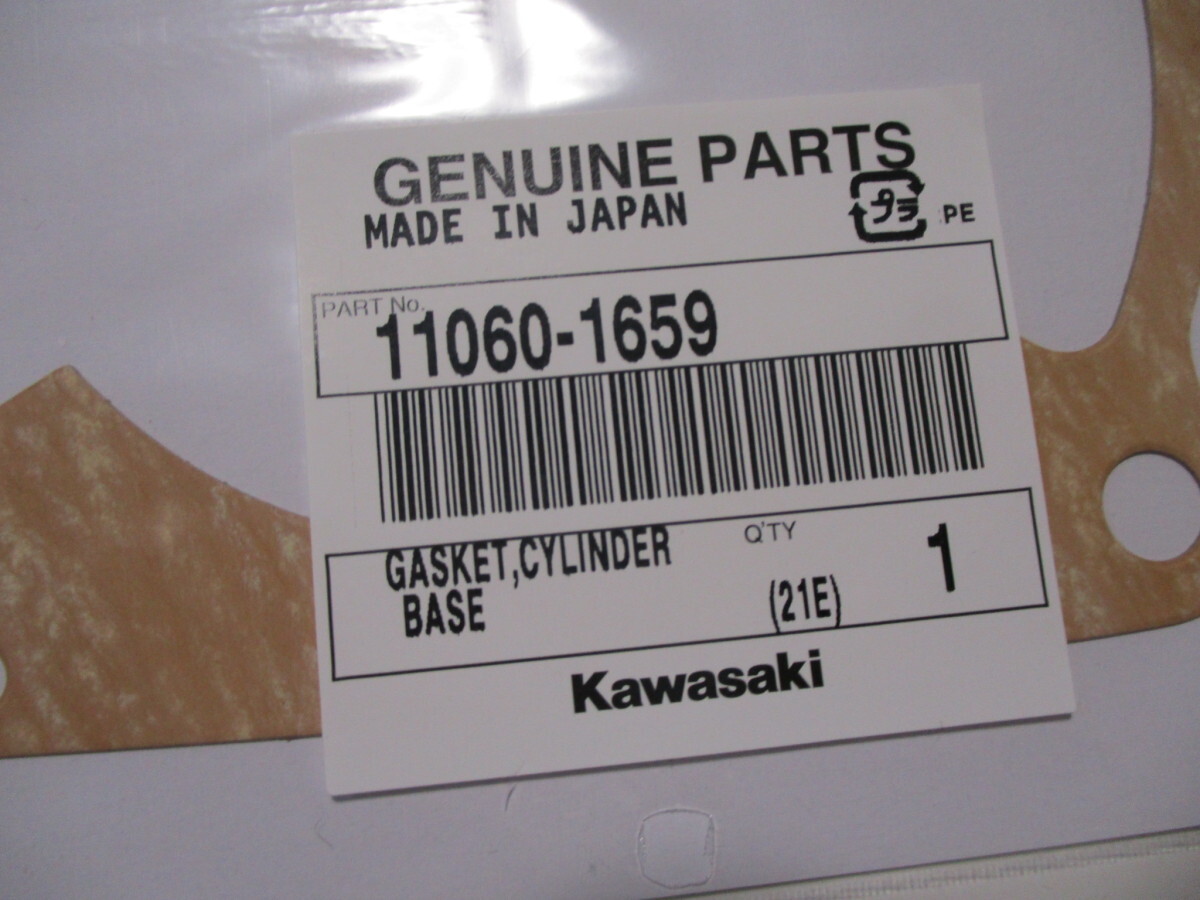 GENUINE PARTS
MADE IN JAPAN
プラ PE
PART No.
11060-1659
GASKET,CYLINDER Q'TY 1
BASE (21E)
Kawasaki